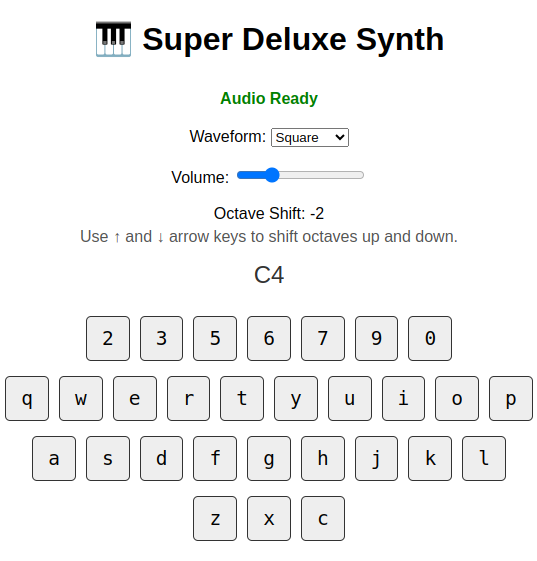 🎹 Super Deluxe Synth
Audio Ready
Waveform: Square
Volume:
Octave Shift: -2
Use ↑ and ↓ arrow keys to shift octaves up and down.
C4
2 3 5 6 7 9 0
q w e r t y u i o p
a s d f g h j k l
z x c